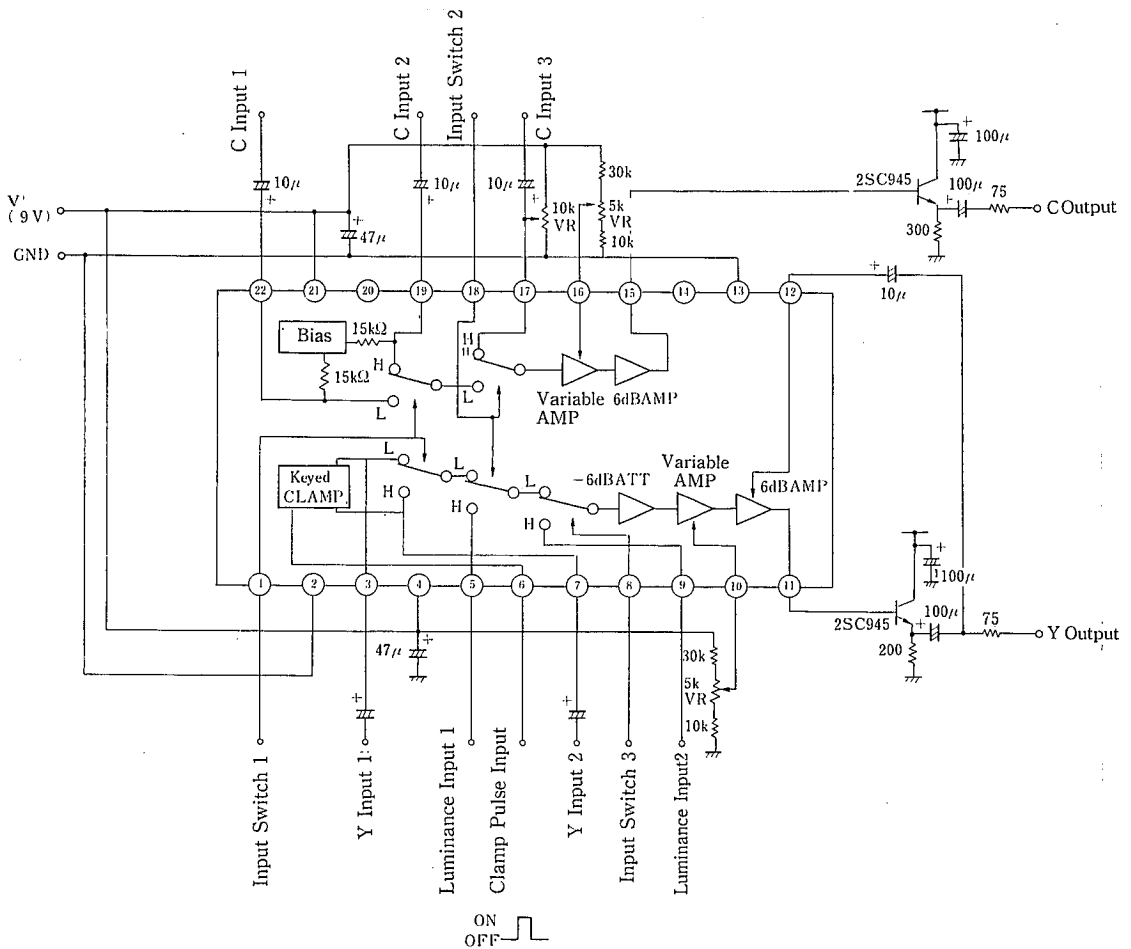 C Input 1
C Input 2
Input Switch 2
C Input 3
10μ
10μ
10μ
V+
(9V)
GND
47μ
10k
VR
30k
5k
VR
10k
2SC945
100μ
100μ
75
C Output
300
10μ
22
21
20
19
18
17
16
15
14
13
12
Bias
15kΩ
15kΩ
H
L
H
L
Variable
AMP
6dBAMP
Keyed
CLAMP
L
H
L
H
L
H
-6dBATT
Variable
AMP
6dBAMP
1
2
3
4
5
6
7
8
9
10
11
47μ
30k
5k
VR
10k
2SC945
100μ
100μ
75
Y Output
200
Input Switch 1
Y Input 1
Luminance Input 1
Clamp Pulse Input
Y Input 2
Input Switch 3
Luminance Input2
ON
OFF